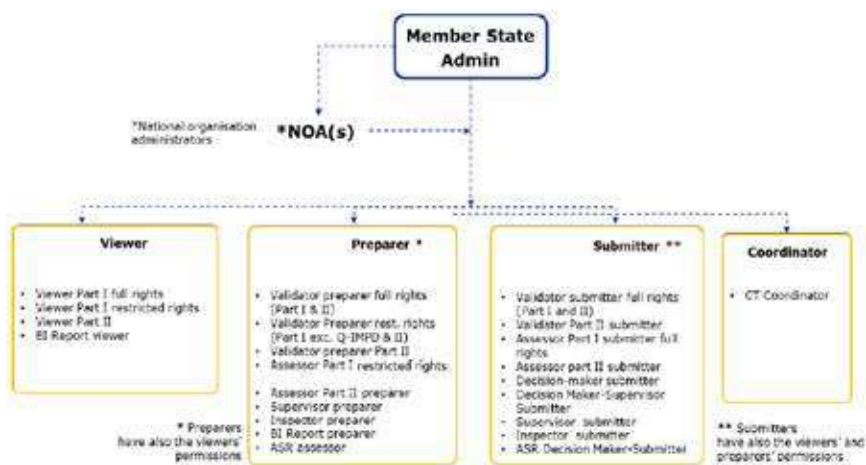 Member State
Admin
*National organisation
administrators
*NOA(s)
Viewer
• Viewer Part I full rights
• Viewer Part I restricted rights
• Viewer Part II
• BI Report viewer
Preparer *
• Validator preparer full rights
(Part I & II)
• Validator Preparer rest. rights
(Part I exc. Q-IMPD & II)
• Validator preparer Part II
• Assessor Part I restricted rights
• Assessor Part II preparer
• Supervisor preparer
• Inspector preparer
• BI Report preparer
• ASR assessor
Submitter **
• Validator submitter full rights
(Part I and II)
• Validator Part II submitter
• Assessor Part I submitter full
rights
• Assessor part II submitter
• Decision-maker submitter
• Decision Maker-Supervisor
Submitter
• Supervisor submitter
• Inspector submitter
• ASR Decision Maker-Submitter
Coordinator
• CT Coordinator
* Preparers
have also the viewers'
permissions
** Submitters
have also the viewers' and
preparers' permissions